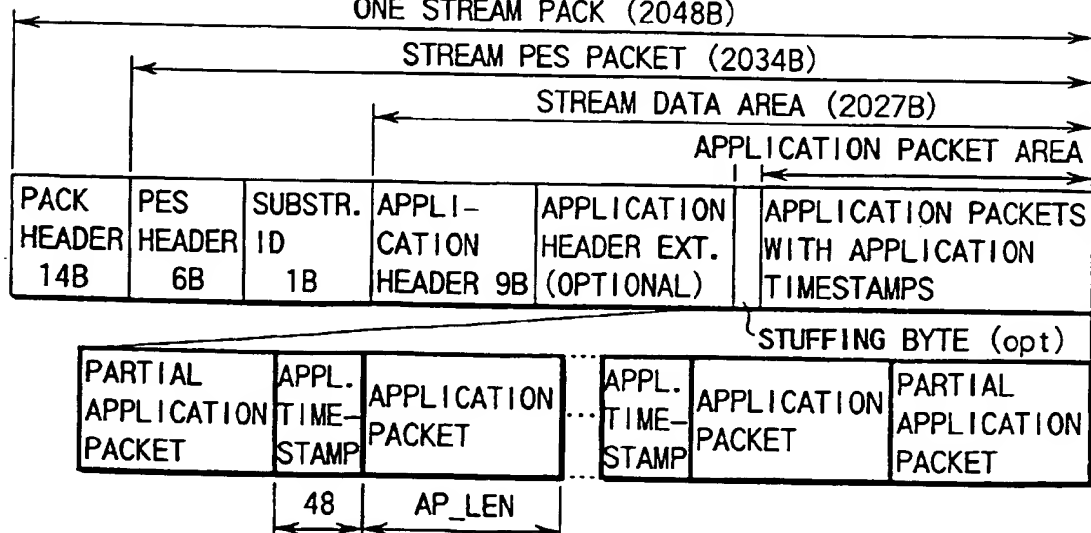 ONE STREAM PACK (2048B)
STREAM PES PACKET (2034B)
STREAM DATA AREA (2027B)
APPLICATION PACKET AREA
PACK
HEADER
14B
PES
HEADER
6B
SUBSTR.
ID
1B
APPLI-
CATION
HEADER 9B
APPLICATION
HEADER EXT.
(OPTIONAL)
APPLICATION PACKETS
WITH APPLICATION
TIMESTAMPS
STUFFING BYTE (opt)
PARTIAL
APPLICATION
PACKET
APPL.
TIME-
STAMP
APPLICATION
PACKET
APPL.
TIME-
STAMP
APPLICATION
PACKET
PARTIAL
APPLICATION
PACKET
48
AP_LEN